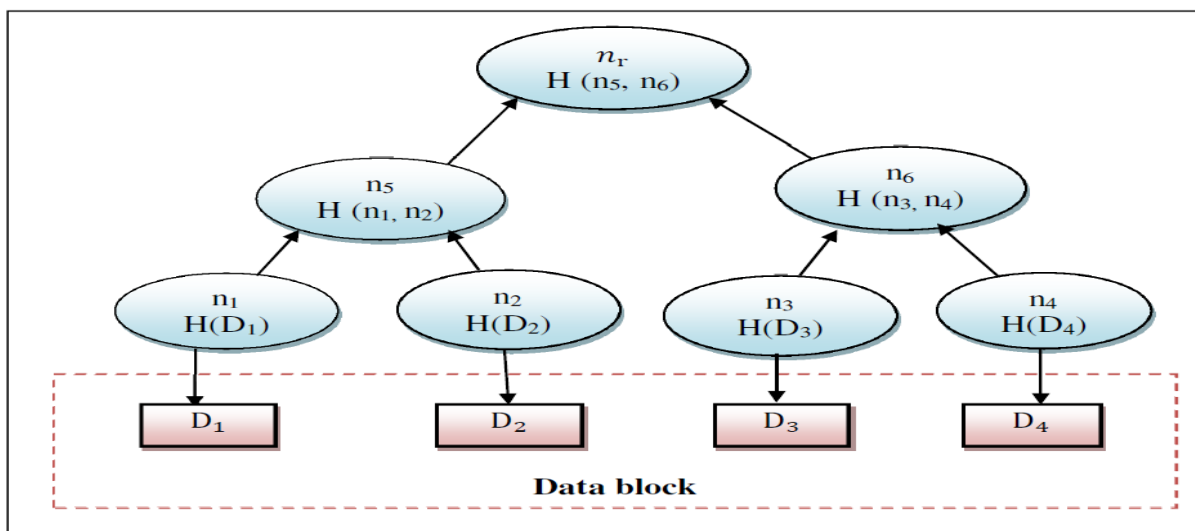 nᵣ
H (n₅, n₆)
n₅
H (n₁, n₂)
n₆
H (n₃, n₄)
n₁
H(D₁)
n₂
H(D₂)
n₃
H(D₃)
n₄
H(D₄)
D₁
D₂
D₃
D₄
Data block